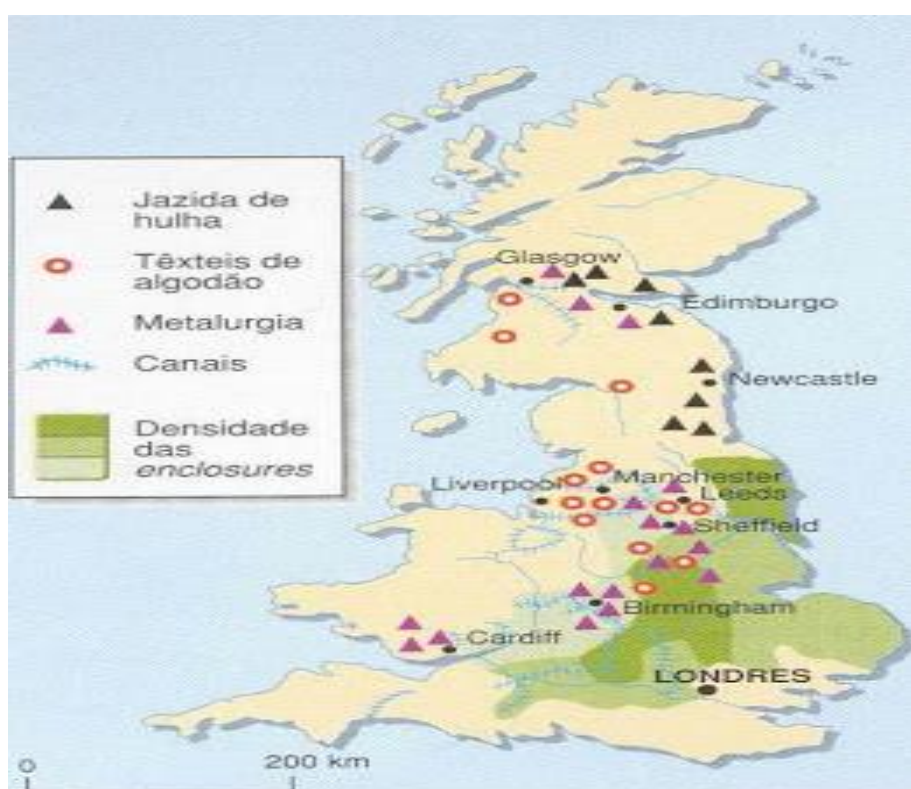 Jazida de
hulha
Têxteis de
algodão
Metalurgia
Canais
Densidade
das
enclosures
Glasgow
Edimburgo
Newcastle
Liverpool
Manchester
Leeds
Sheffield
Birmingham
Cardiff
LONDRES
0
200 km